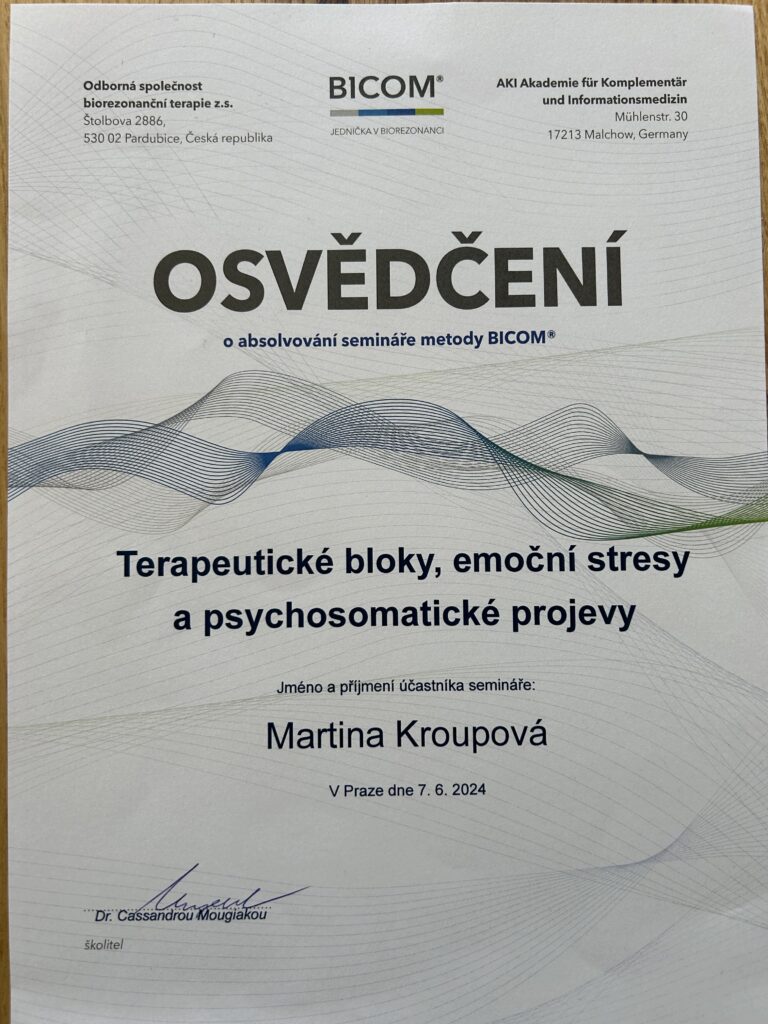 Odborná společnost
biorezonanční terapie z.s.
Štolbova 2886,
530 02 Pardubice, Česká republika
BICOM®
JEDNIČKA V BIOREZONANCI
AKI Akademie für Komplementär
und Informationsmedizin
Mühlenstr. 30
17213 Malchow, Germany
OSVĚDČENÍ
o absolvování semináře metody BICOM®
Terapeutické bloky, emoční stresy
a psychosomatické projevy
Jméno a příjmení účastníka semináře:
Martina Kroupová
V Praze dne 7. 6. 2024
Dr. Cassandrou Mougiakou
školitel